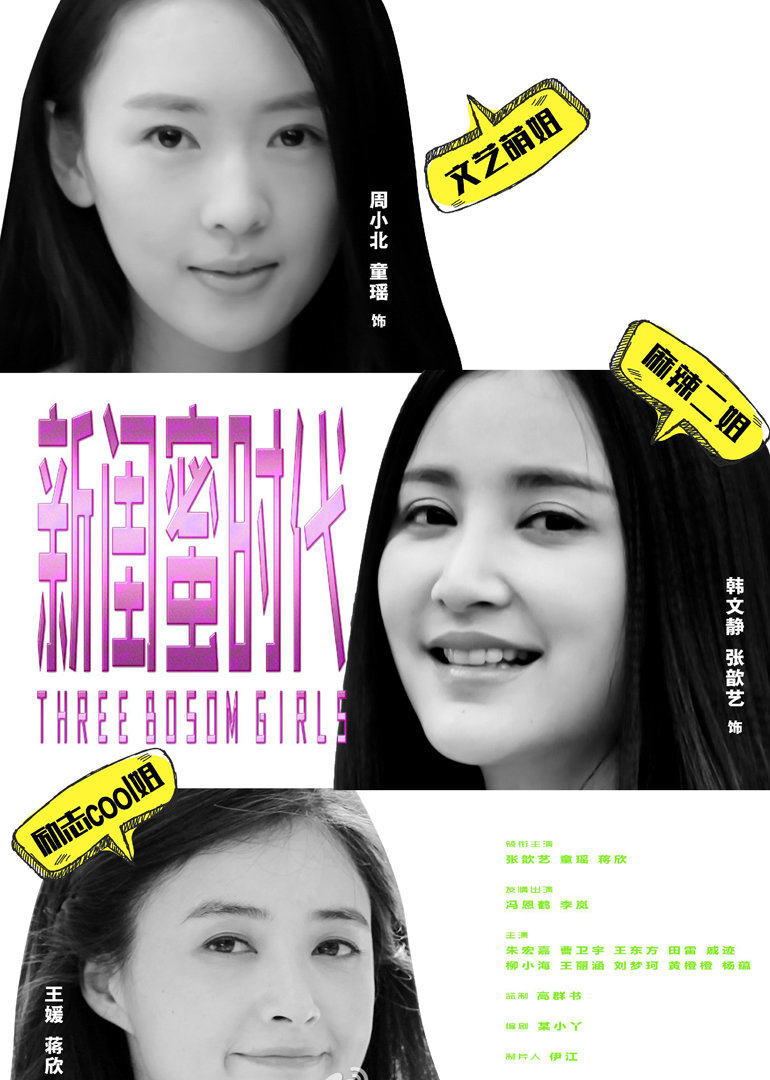 文艺萌姐
周小北 童瑶 饰
麻辣二姐
新闺蜜时代
THREE BOSOM GIRLS
韩文静 张歆艺 饰
励志cool姐
王媛 蒋欣
领衔主演
张歆艺 童瑶 蒋欣
友情出演
冯恩鹤 李岚
主演
朱宏嘉 曹卫宇 王东方 田雷 戚迹
柳小海 王丽涵 刘梦珂 黄橙橙 杨蕴
监制 高群书
编剧 某小丫
制片人 伊江